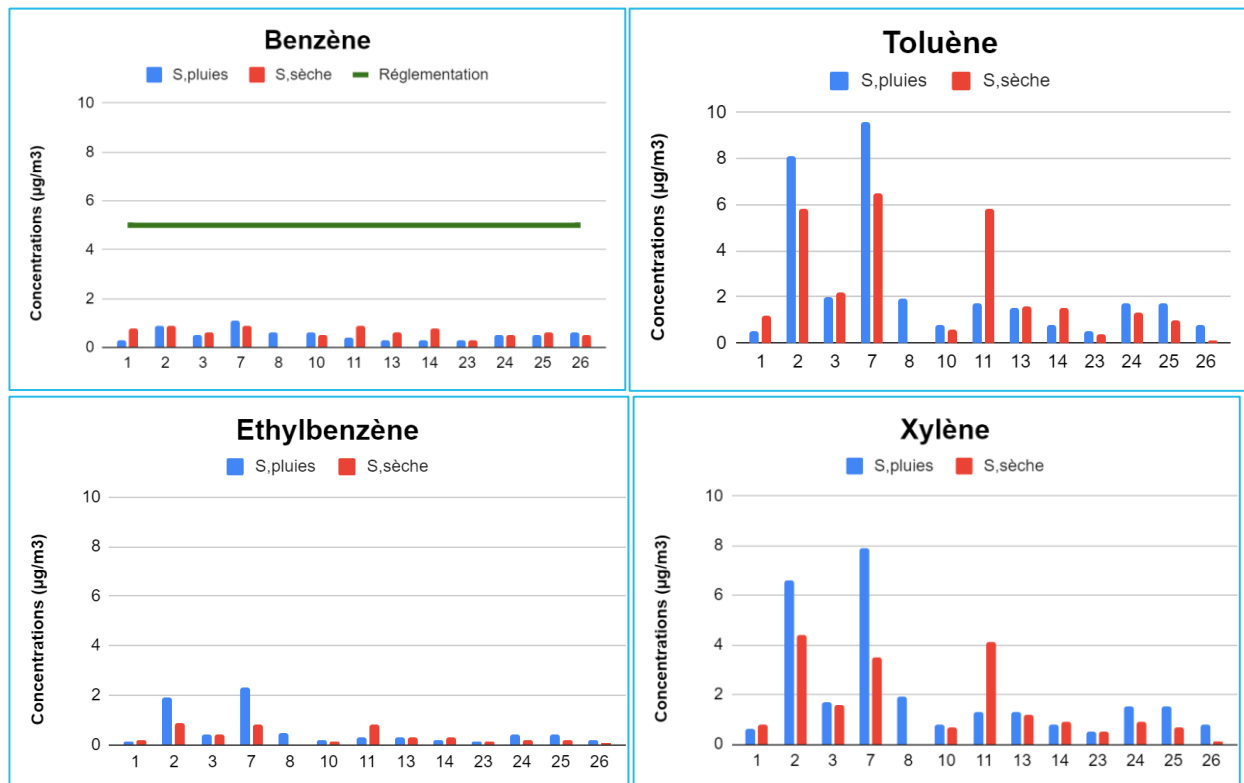 Benzène
S,pluies S,sèche Réglementation
Concentrations (µg/m3)
10
8
6
4
2
0
1 2 3 7 8 10 11 13 14 23 24 25 26
Toluène
S,pluies S,sèche
Concentrations (µg/m3)
10
8
6
4
2
0
1 2 3 7 8 10 11 13 14 23 24 25 26
Ethylbenzène
S,pluies S,sèche
Concentrations (µg/m3)
10
8
6
4
2
0
1 2 3 7 8 10 11 13 14 23 24 25 26
Xylène
S,pluies S,sèche
Concentrations (µg/m3)
10
8
6
4
2
0
1 2 3 7 8 10 11 13 14 23 24 25 26